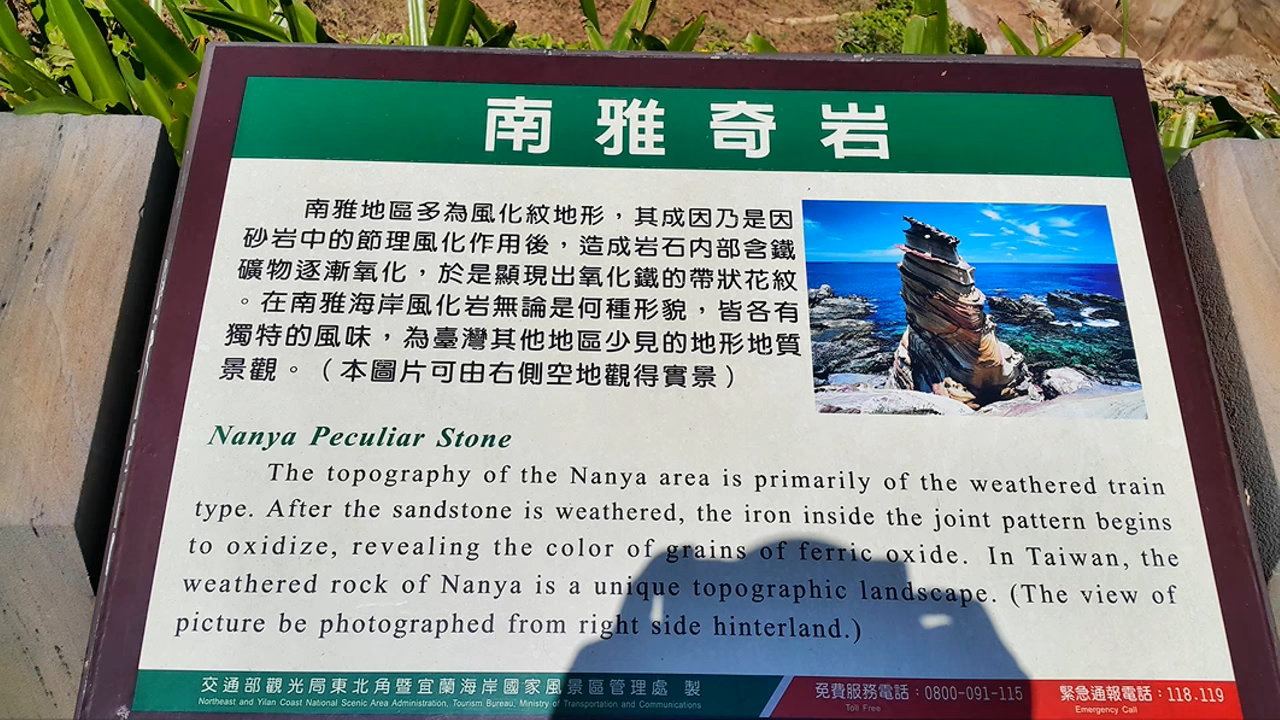 南雅奇岩
南雅地區多為風化紋地形，其成因乃是因
砂岩中的節理風化作用後，造成岩石內部含鐵
礦物逐漸氧化，於是顯現出氧化鐵的帶狀花紋
。在南雅海岸風化岩無論是何種形貌，皆各有
獨特的風味，為臺灣其他地區少見的地形地質
景觀。（本圖片可由右側空地觀得實景）
Nanya Peculiar Stone
The topography of the Nanya area is primarily of the weathered train
type. After the sandstone is weathered, the iron inside the joint pattern begins
to oxidize, revealing the color of grains of ferric oxide. In Taiwan, the
weathered rock of Nanya is a unique topographic landscape. (The view of
picture be photographed from right side hinterland.)
交通部觀光局東北角暨宜蘭海岸國家風景區管理處 製
Northeast and Yilan Coast National Scenic Area Administration, Tourism Bureau, Ministry of Transportation and Communications
免費服務電話：0800-091-115
Toll Free
緊急通報電話：118.119
Emergency Call